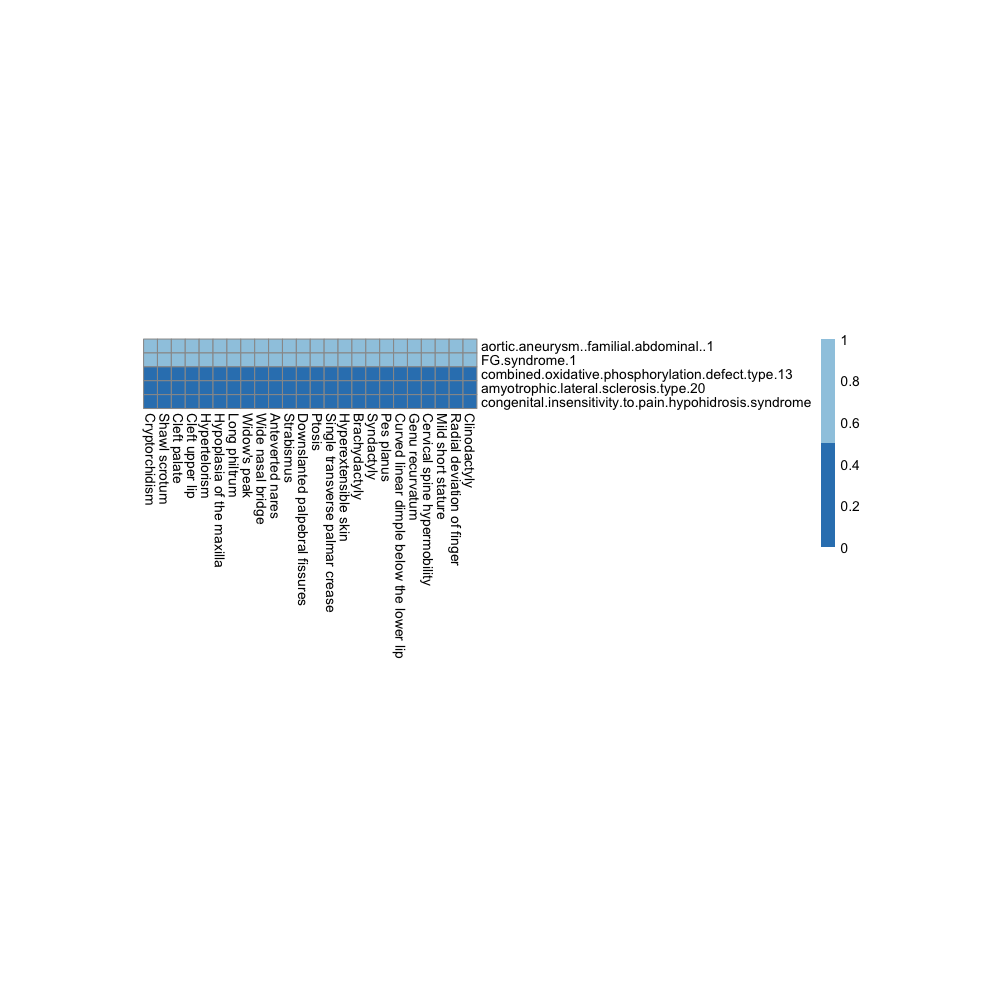 aortic.aneurysm..familial.abdominal..1
FG.syndrome.1
combined.oxidative.phosphorylation.defect.type.13
amyotrophic.lateral.sclerosis.type.20
congenital.insensitivity.to.pain.hypohidrosis.syndrome
Cryptorchidism
Shawl scrotum
Cleft palate
Cleft upper lip
Hypertelorism
Hypoplasia of the maxilla
Long philtrum
Widow's peak
Wide nasal bridge
Anteverted nares
Strabismus
Downslanted palpebral fissures
Ptosis
Single transverse palmar crease
Hyperextensible skin
Brachydactyly
Syndactyly
Pes planus
Curved linear dimple below the lower lip
Genu recurvatum
Cervical spine hypermobility
Mild short stature
Radial deviation of finger
Clinodactyly
1
0.8
0.6
0.4
0.2
0